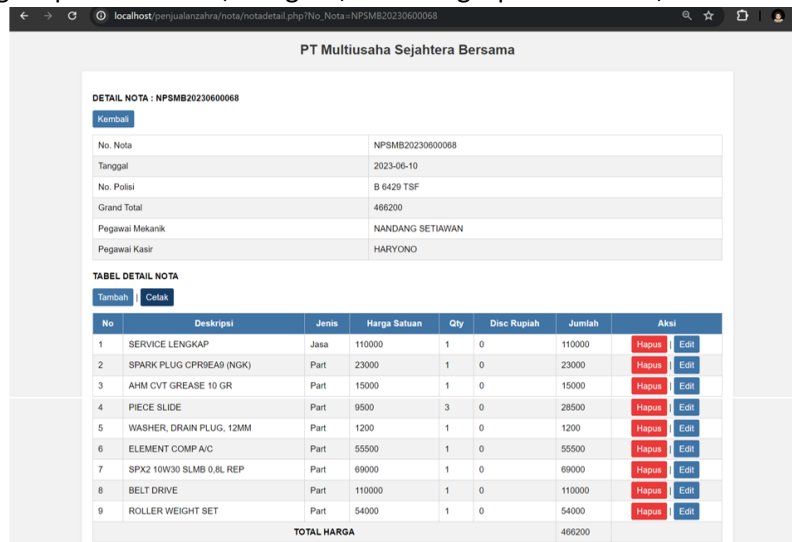 localhost/penjualanzahra/nota/notadetail.php?No_Nota=NPSMB20230600068
PT Multiusaha Sejahtera Bersama
DETAIL NOTA : NPSMB20230600068
Kembali
No. Nota NPSMB20230600068
Tanggal 2023-06-10
No. Polisi B 6429 TSF
Grand Total 466200
Pegawai Mekanik NANDANG SETIAWAN
Pegawai Kasir HARYONO
TABEL DETAIL NOTA
Tambah | Cetak
No Deskripsi Jenis Harga Satuan Qty Disc Rupiah Jumlah Aksi
1 SERVICE LENGKAP Jasa 110000 1 0 110000 Hapus | Edit
2 SPARK PLUG CPR9EA9 (NGK) Part 23000 1 0 23000 Hapus | Edit
3 AHM CVT GREASE 10 GR Part 15000 1 0 15000 Hapus | Edit
4 PIECE SLIDE Part 9500 3 0 28500 Hapus | Edit
5 WASHER, DRAIN PLUG, 12MM Part 1200 1 0 1200 Hapus | Edit
6 ELEMENT COMP A/C Part 55500 1 0 55500 Hapus | Edit
7 SPX2 10W30 SLMB 0,8L REP Part 69000 1 0 69000 Hapus | Edit
8 BELT DRIVE Part 110000 1 0 110000 Hapus | Edit
9 ROLLER WEIGHT SET Part 54000 1 0 54000 Hapus | Edit
TOTAL HARGA 466200